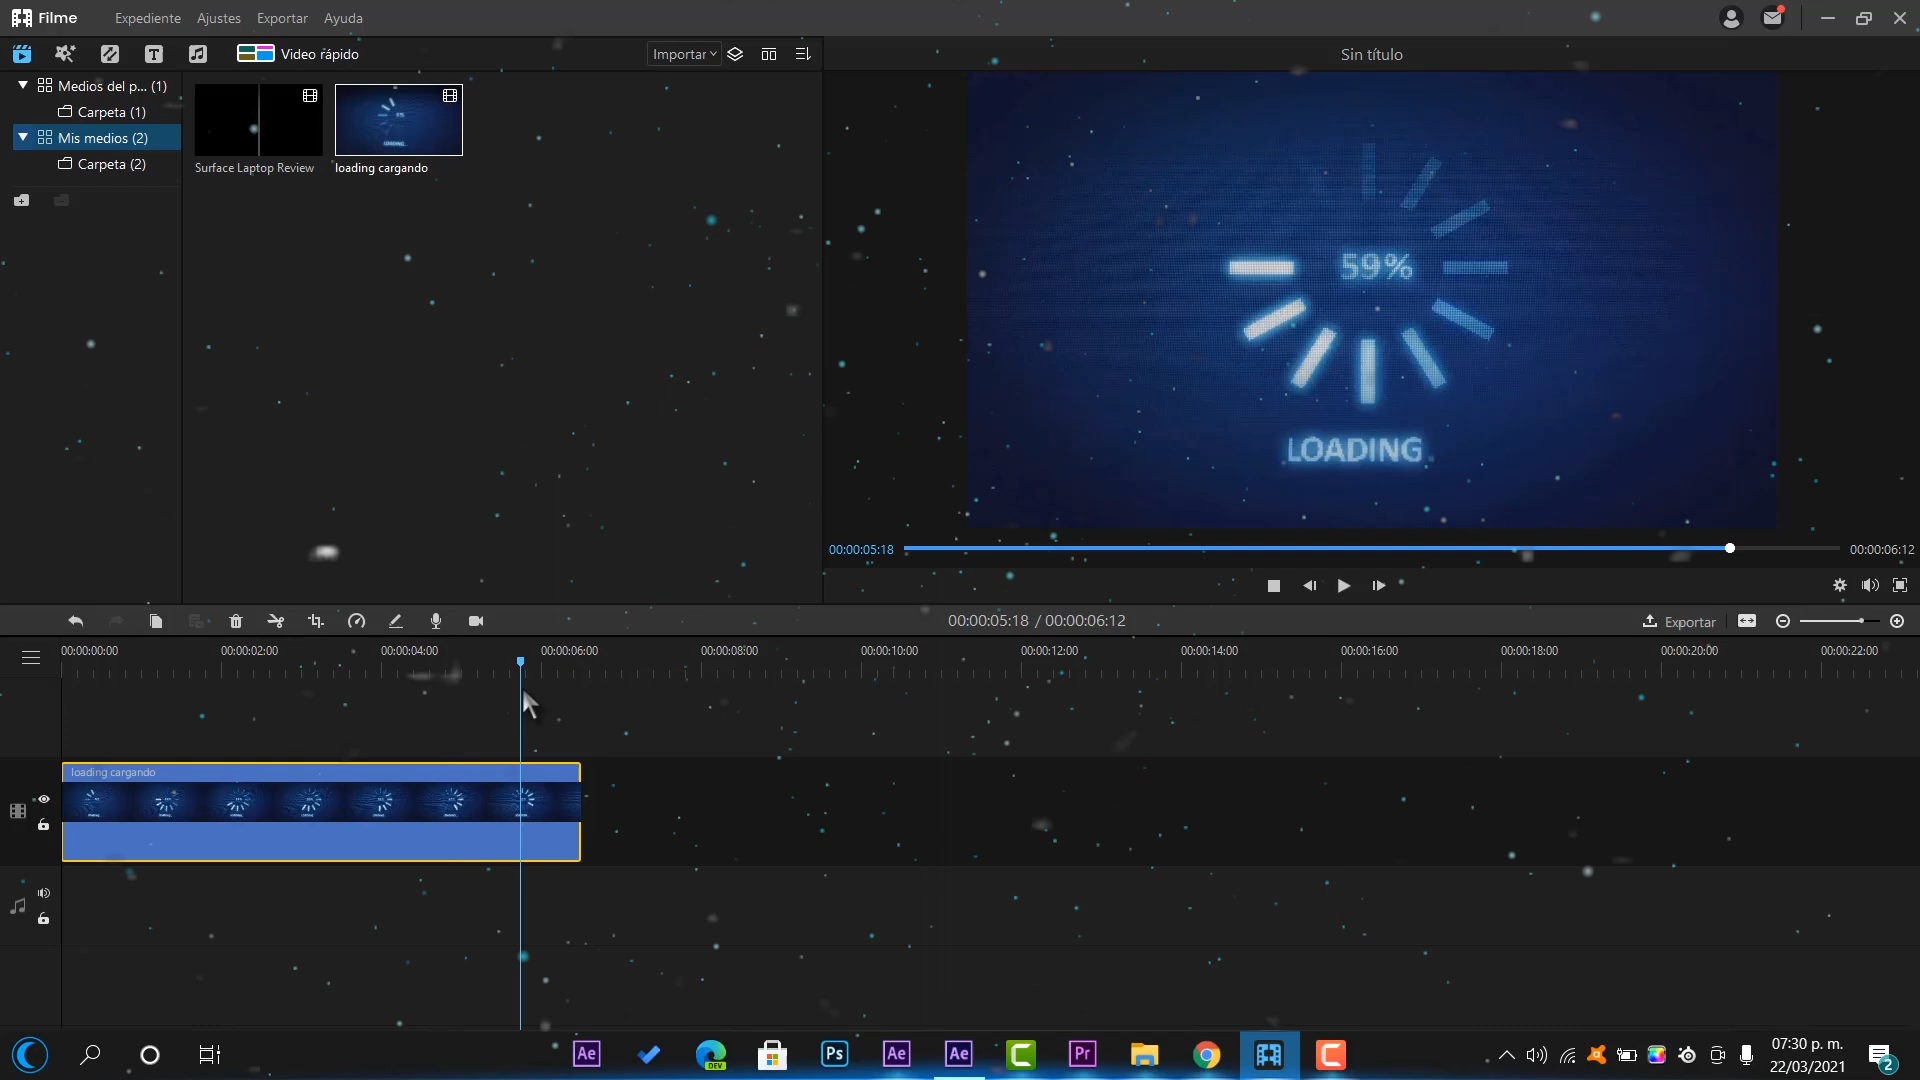 Filme
Expediente Ajustes Exportar Ayuda
Video rápido
Importar
Sin título
Medios del p... (1)
Carpeta (1)
Mis medios (2)
Carpeta (2)
Surface Laptop Review
loading cargando
59%
LOADING.
00:00:05:18
00:00:06:12
00:00:05:18 / 00:00:06:12
Exportar
00:00:00:00 00:00:02:00 00:00:04:00 00:00:06:00 00:00:08:00 00:00:10:00 00:00:12:00 00:00:14:00 00:00:16:00 00:00:18:00 00:00:20:00 00:00:22:00
loading cargando
Ae
DEV
Ps
Ae
Ae
Pr
07:30 p. m.
22/03/2021
2